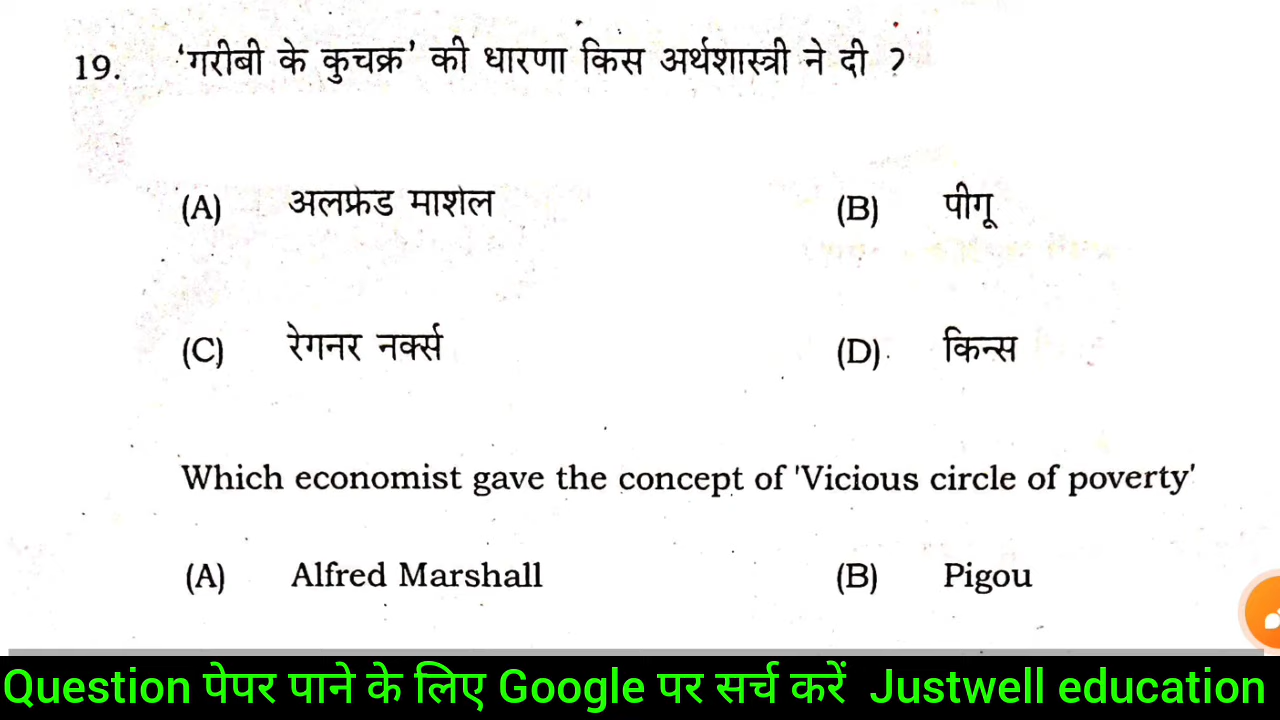 19. 'गरीबी के कुचक्र' की धारणा किस अर्थशास्त्री ने दी ?
(A) अलफ्रेड मार्शल (B) पीगू
(C) रेगनर नर्क्स (D) किन्स
Which economist gave the concept of 'Vicious circle of poverty'
(A) Alfred Marshall (B) Pigou
Question पेपर पाने के लिए Google पर सर्च करें Justwell education